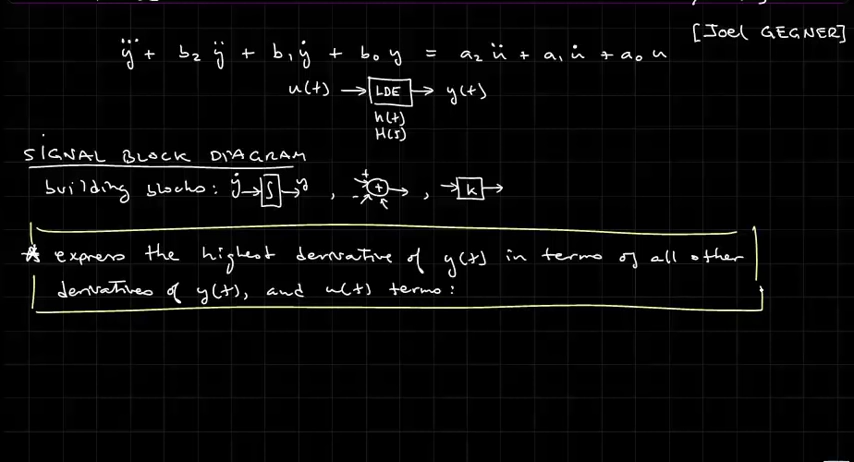 [Joel GEGNER]
y⃛ + b₂ ÿ + b₁ ẏ + b₀ y = a₂ ü + a₁ u̇ + a₀ u
u(t) → LDE → y(t)
h(t)
H(s)
SIGNAL BLOCK DIAGRAM
building blocks: ẏ → ∫ → y , + - + → , → k →
* express the highest derivative of y(t) in terms of all other
derivatives of y(t), and u(t) terms: